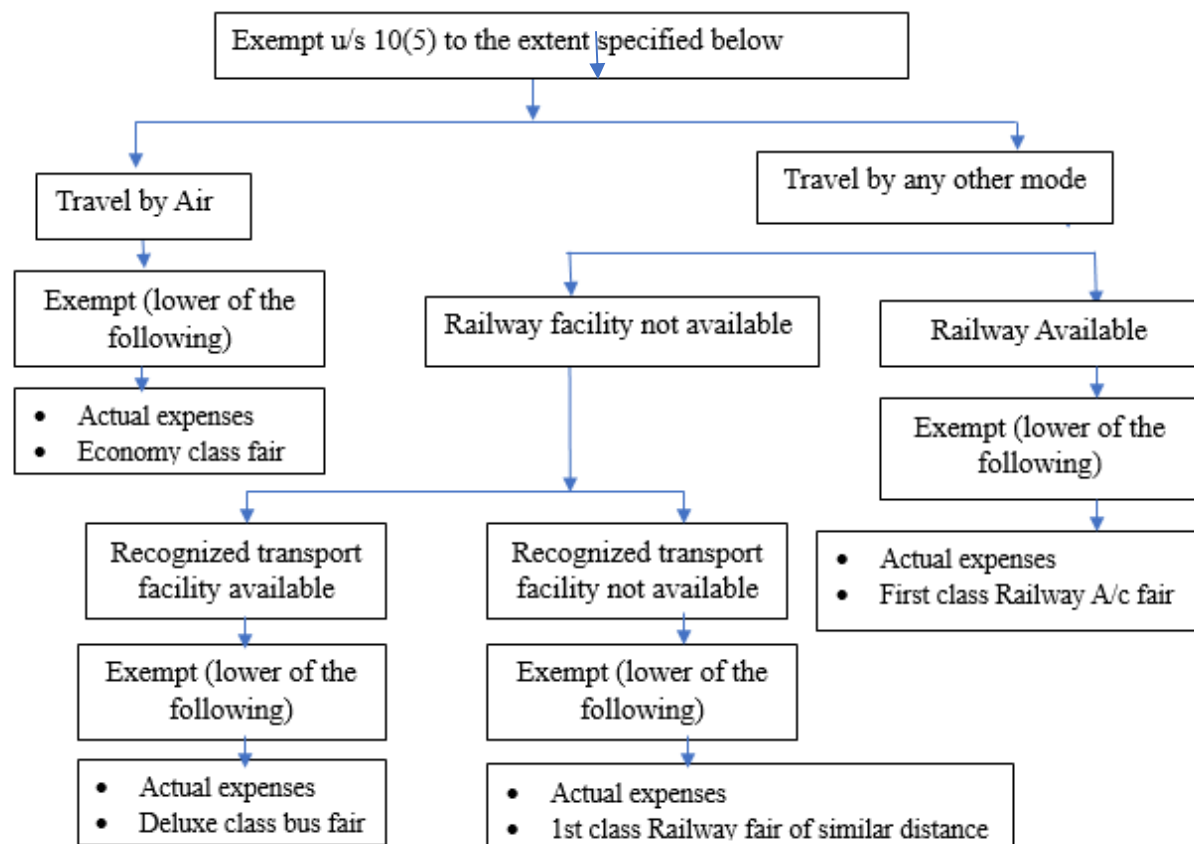 Exempt u/s 10(5) to the extent specified below
Travel by Air
Travel by any other mode
Exempt (lower of the
following)
Railway facility not available
Railway Available
• Actual expenses
• Economy class fair
Exempt (lower of the
following)
Recognized transport
facility available
Recognized transport
facility not available
• Actual expenses
• First class Railway A/c fair
Exempt (lower of the
following)
Exempt (lower of the
following)
• Actual expenses
• Deluxe class bus fair
• Actual expenses
• 1st class Railway fair of similar distance